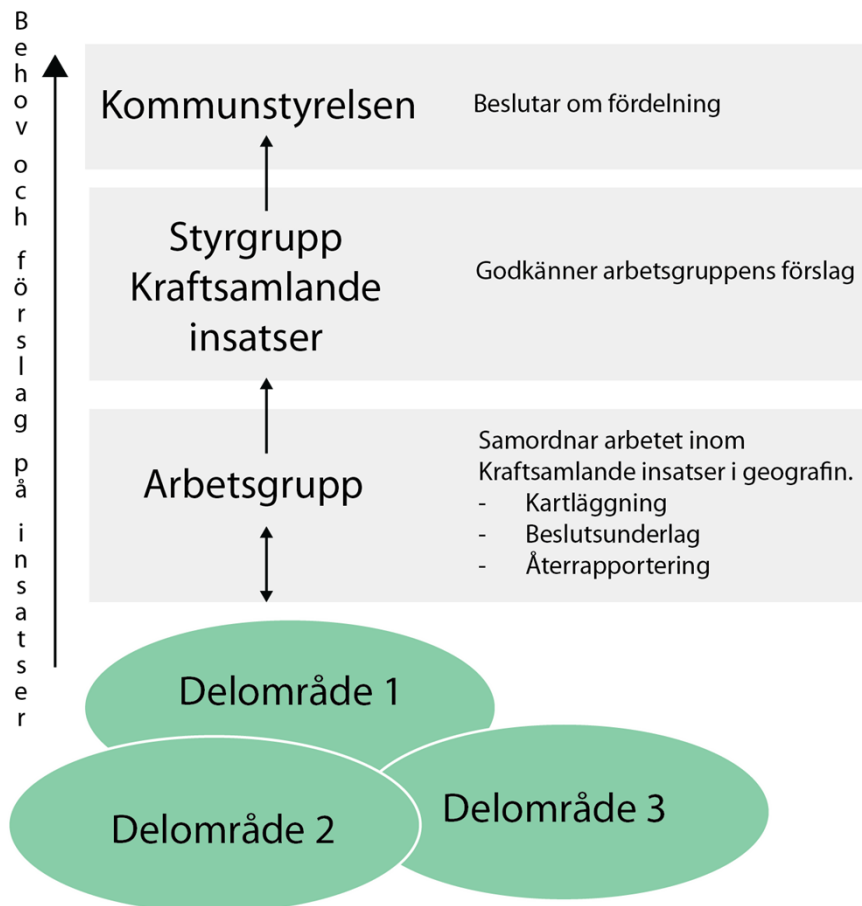 Behov och förslag på insatser
Kommunstyrelsen
Beslutar om fördelning
Styrgrupp
Kraftsamlande
insatser
Godkänner arbetsgruppens förslag
Arbetsgrupp
Samordnar arbetet inom
Kraftsamlande insatser i geografin.
- Kartläggning
- Beslutsunderlag
- Återrapportering
Delområde 1
Delområde 2
Delområde 3